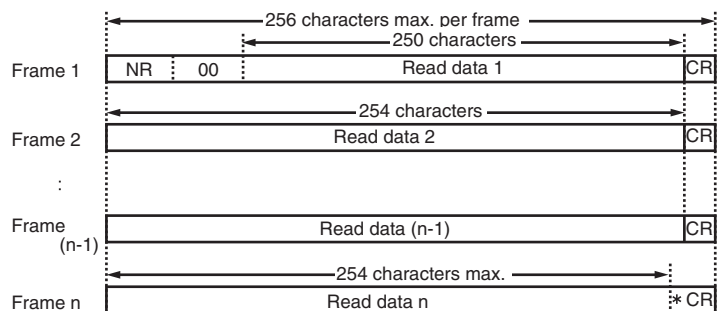 256 characters max. per frame
250 characters
Frame 1 NR 00 Read data 1 CR
254 characters
Frame 2 Read data 2 CR
:
Frame (n-1) Read data (n-1) CR
254 characters max.
Frame n Read data n * CR